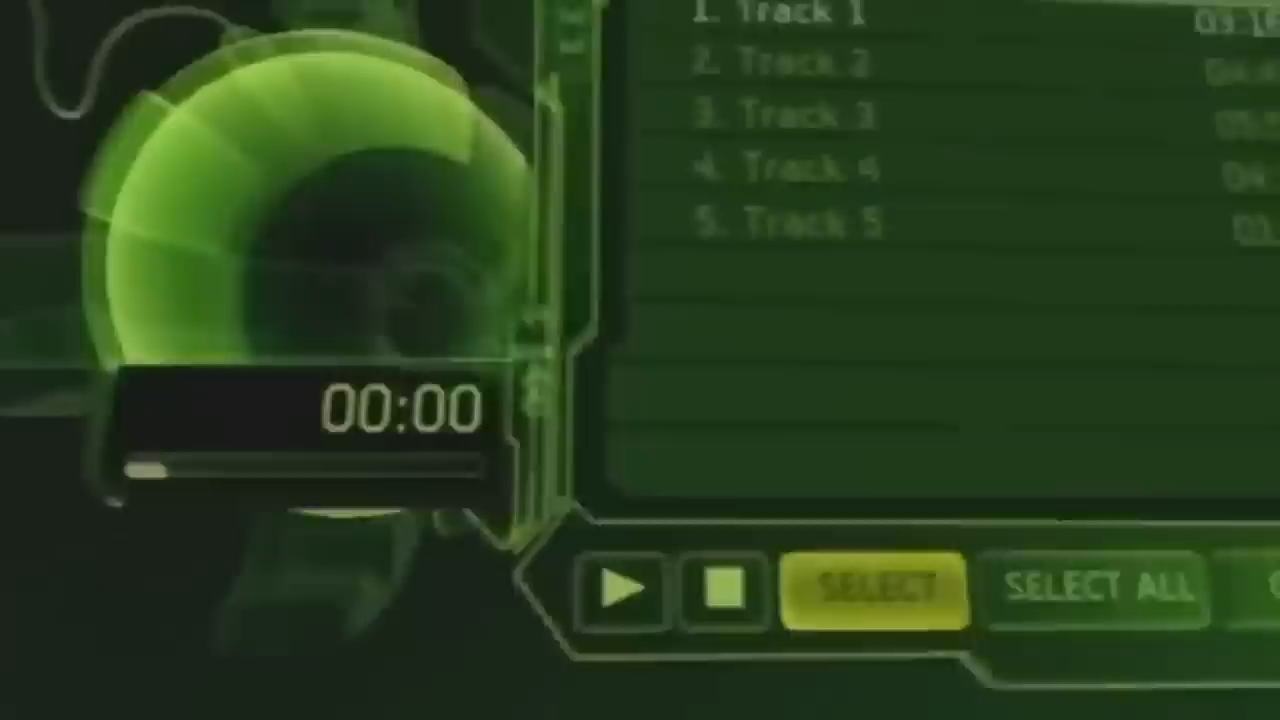 1. Track 1
2. Track 2
3. Track 3
4. Track 4
5. Track 5
00:00
SELECT SELECT ALL